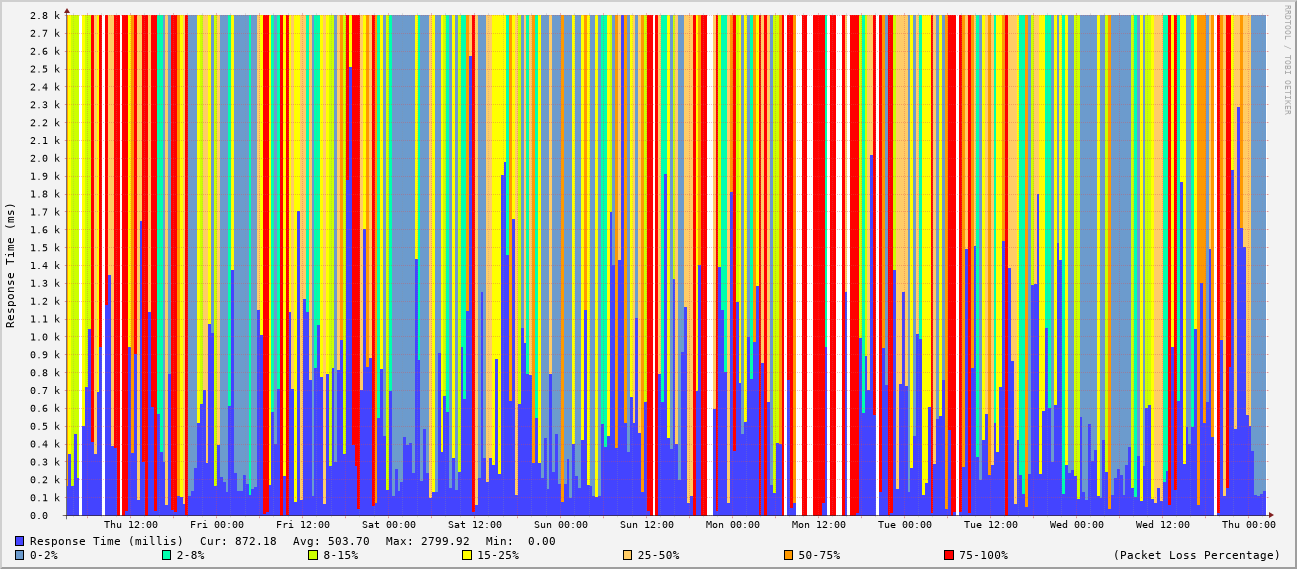 RRDTOOL / TOBI OETIKER
Response Time (ms)
2.8 k
2.7 k
2.6 k
2.5 k
2.4 k
2.3 k
2.2 k
2.1 k
2.0 k
1.9 k
1.8 k
1.7 k
1.6 k
1.5 k
1.4 k
1.3 k
1.2 k
1.1 k
1.0 k
0.9 k
0.8 k
0.7 k
0.6 k
0.5 k
0.4 k
0.3 k
0.2 k
0.1 k
0.0
Thu 12:00 Fri 00:00 Fri 12:00 Sat 00:00 Sat 12:00 Sun 00:00 Sun 12:00 Mon 00:00 Mon 12:00 Tue 00:00 Tue 12:00 Wed 00:00 Wed 12:00 Thu 00:00
Response Time (millis) Cur: 872.18 Avg: 503.70 Max: 2799.92 Min: 0.00
0-2% 2-8% 8-15% 15-25% 25-50% 50-75% 75-100% (Packet Loss Percentage)